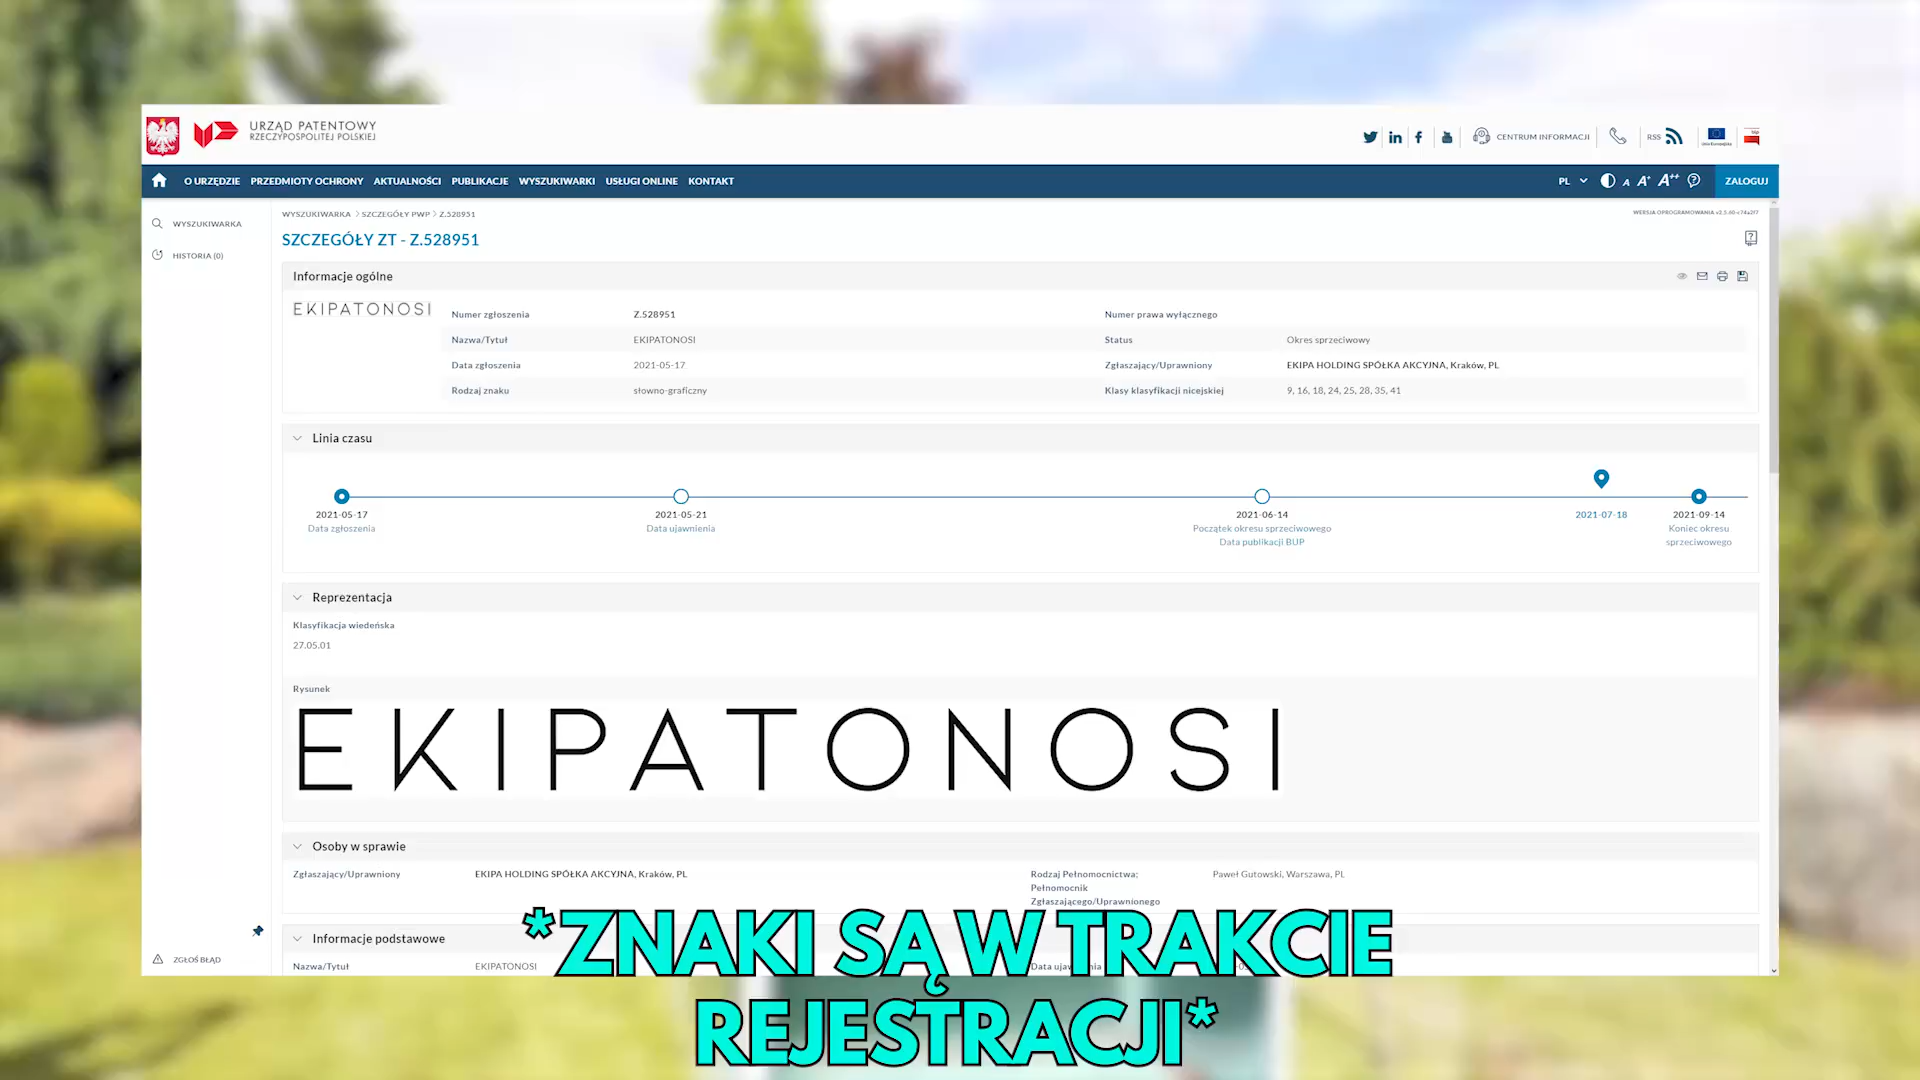 URZĄD PATENTOWY
RZECZYPOSPOLITEJ POLSKIEJ
CENTRUM INFORMACJI
RSS
O URZĘDZIE PRZEDMIOTY OCHRONY AKTUALNOŚCI PUBLIKACJE WYSZUKIWARKI USŁUGI ONLINE KONTAKT
PL A A+ A++ ZALOGUJ
WYSZUKIWARKA
HISTORIA (0)
WYSZUKIWARKA > SZCZEGÓŁY PWP > Z.528951
SZCZEGÓŁY ZT - Z.528951
Informacje ogólne
EKIPATONOSI
Numer zgłoszenia Z.528951 Numer prawa wyłącznego
Nazwa/Tytuł EKIPATONOSI Status Okres sprzeciwowy
Data zgłoszenia 2021-05-17 Zgłaszający/Uprawniony EKIPA HOLDING SPÓŁKA AKCYJNA, Kraków, PL
Rodzaj znaku słowno-graficzny Klasy klasyfikacji nicejskiej 9, 16, 18, 24, 25, 28, 35, 41
Linia czasu
2021-05-17 2021-05-21 2021-06-14 2021-07-18 2021-09-14
Data zgłoszenia Data ujawnienia Początek okresu sprzeciwowego Koniec okresu
Data publikacji BUP sprzeciwowego
Reprezentacja
Klasyfikacja wiedeńska
27.05.01
Rysunek
EKIPATONOSI
Osoby w sprawie
Zgłaszający/Uprawniony EKIPA HOLDING SPÓŁKA AKCYJNA, Kraków, PL Rodzaj Pełnomocnictwa: Paweł Gutowski, Warszawa, PL
Pełnomocnik
Zgłaszającego/Uprawnionego
Informacje podstawowe
Nazwa/Tytuł EKIPATONOSI
ZGŁOŚ BŁĄD
*ZNAKI SĄ W TRAKCIE
REJESTRACJI*